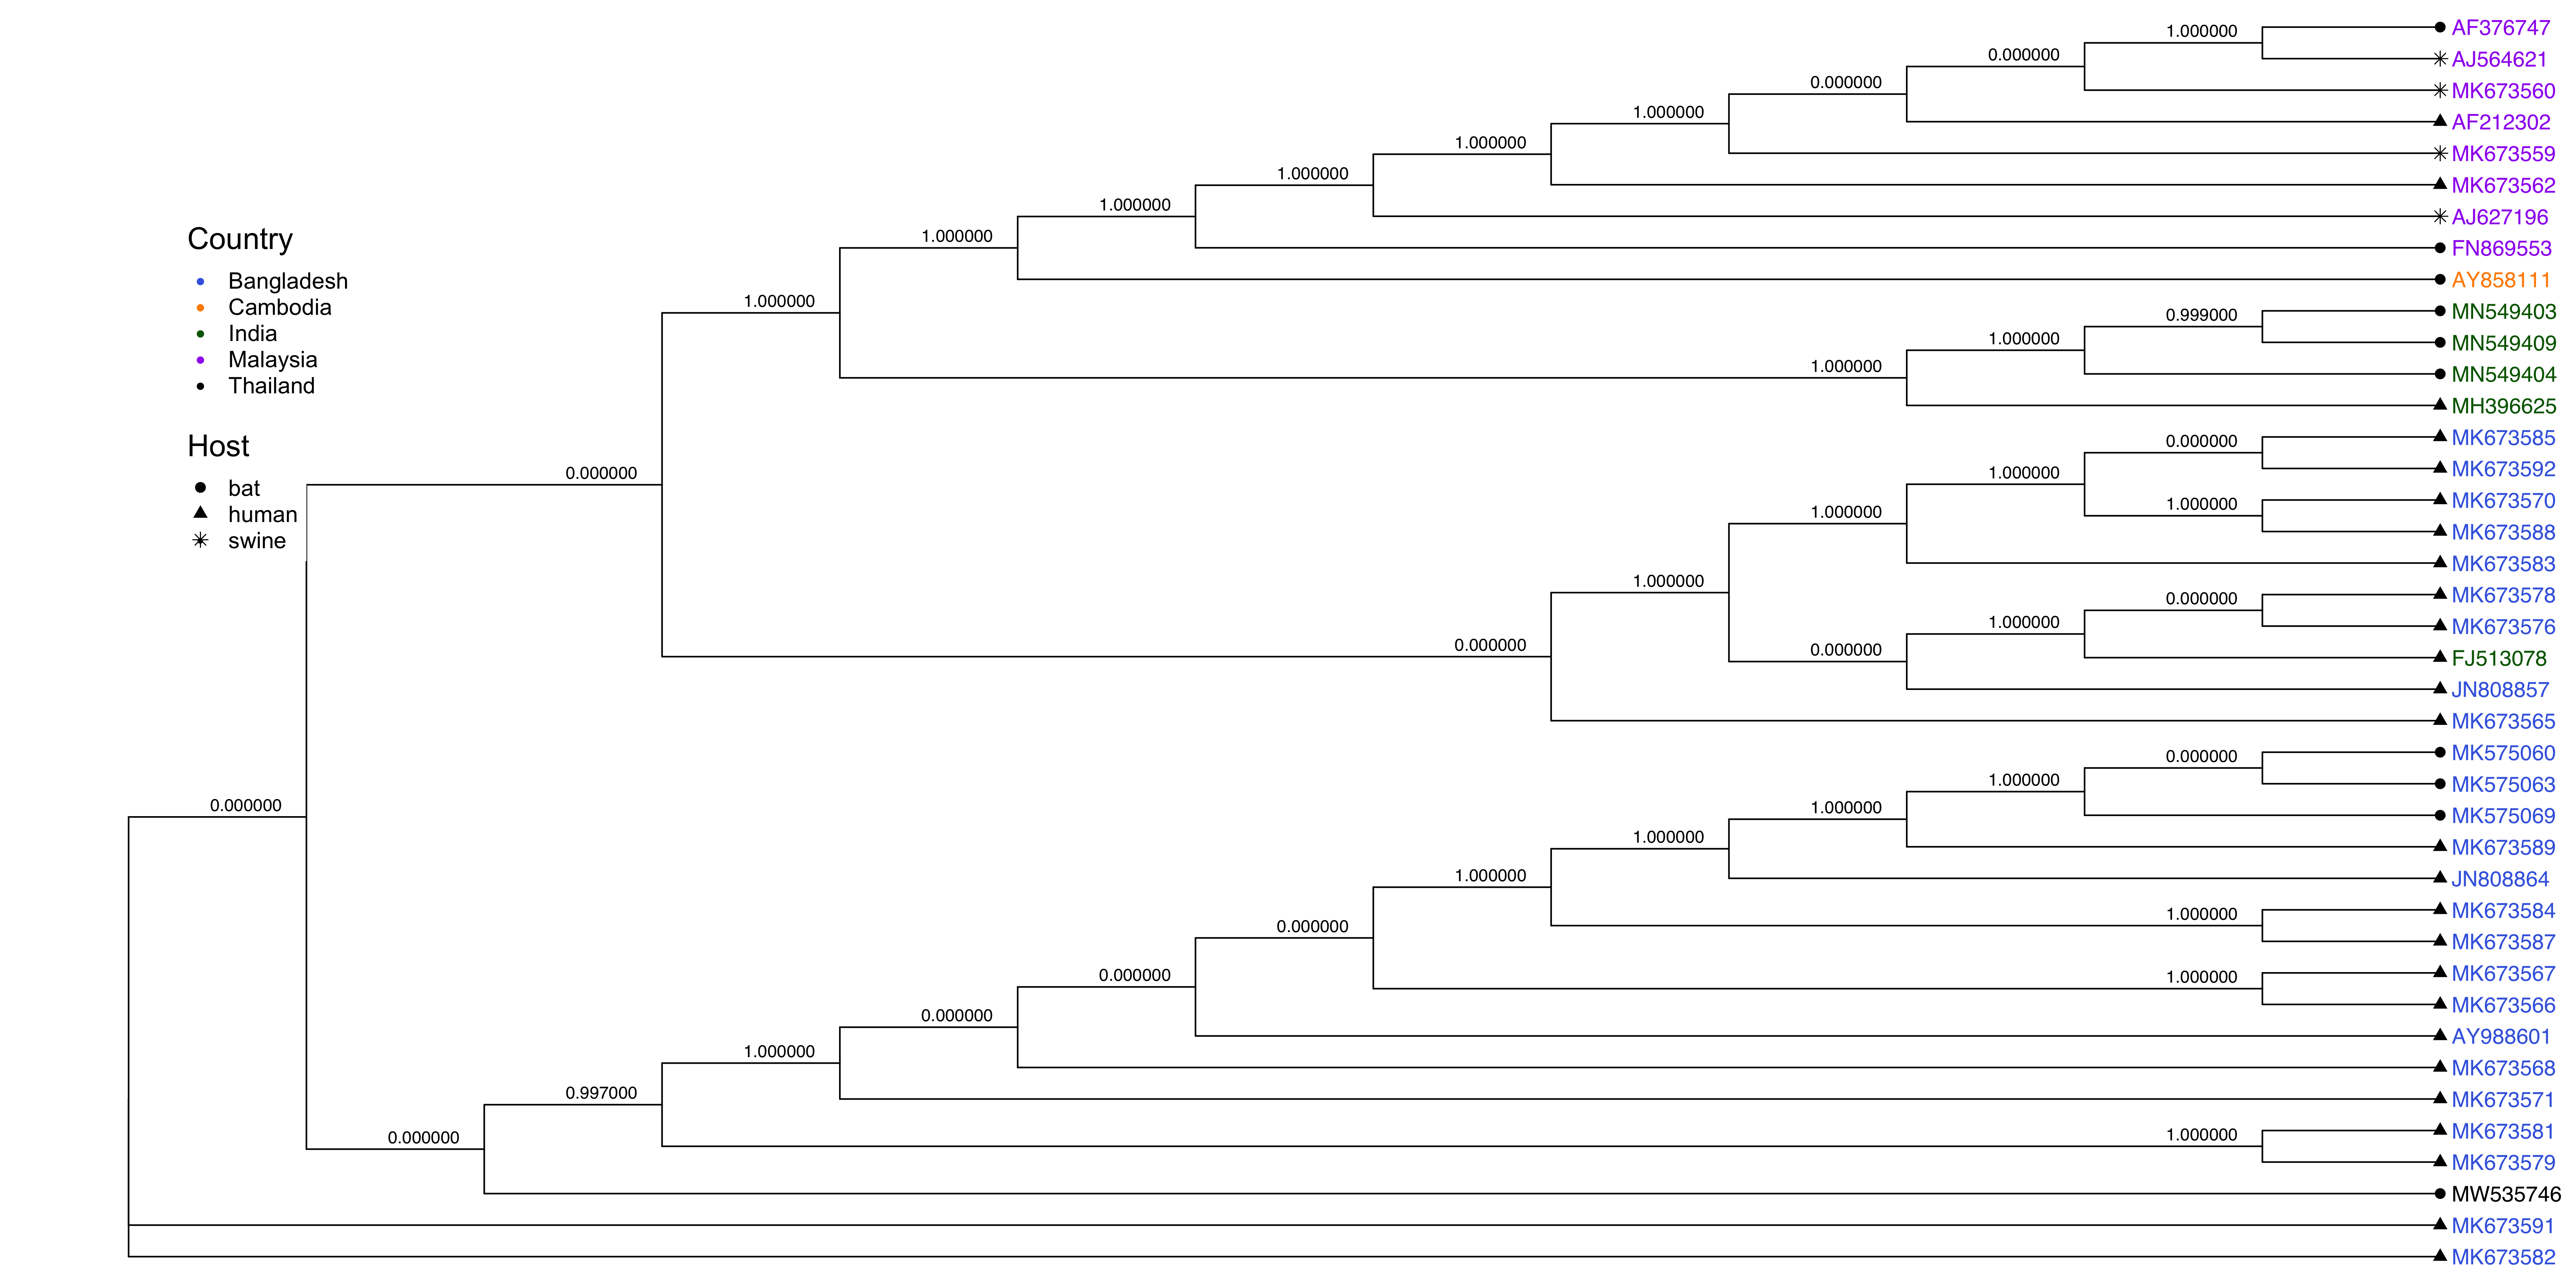 1.000000
AF376747
AJ564621
0.000000
MK673560
0.000000
AF212302
1.000000
MK673559
1.000000
MK673562
1.000000
AJ627196
1.000000
FN869553
1.000000
AY858111
1.000000
0.999000
MN549403
MN549409
1.000000
MN549404
1.000000
MH396625
Country
Bangladesh
Cambodia
India
Malaysia
Thailand
Host
bat
human
swine
0.000000
0.000000
MK673585
MK673592
1.000000
MK673570
1.000000
MK673588
1.000000
MK673583
1.000000
0.000000
MK673578
MK673576
1.000000
FJ513078
0.000000
JN808857
0.000000
MK673565
0.000000
0.000000
MK575060
MK575063
1.000000
MK575069
1.000000
MK673589
1.000000
JN808864
1.000000
1.000000
MK673584
MK673587
0.000000
1.000000
MK673567
MK673566
0.000000
AY988601
0.000000
MK673568
1.000000
MK673571
0.997000
1.000000
MK673581
MK673579
0.000000
MW535746
MK673591
MK673582